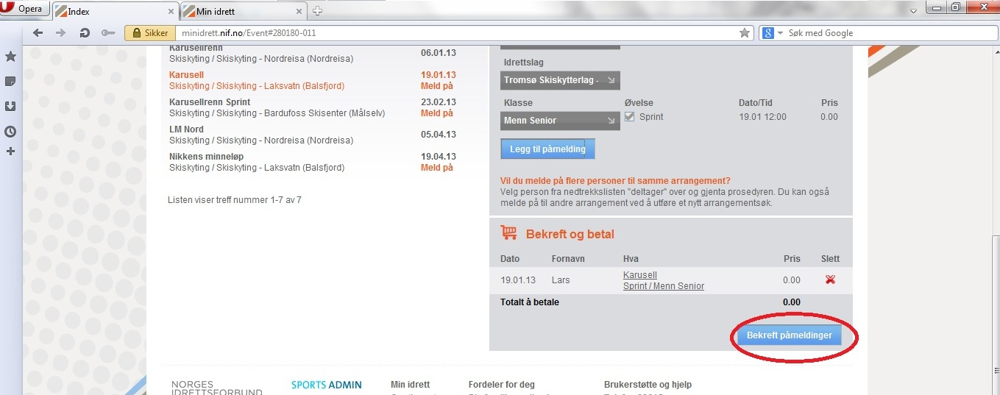 Opera
Index
Min idrett
Sikker
minidrett.nif.no/Event#280180-011
Søk med Google
Karusellrenn
Skiskyting / Skiskyting - Nordreisa (Nordreisa)
06.01.13
Karusell
19.01.13
Skiskyting / Skiskyting - Laksvatn (Balsfjord)
Meld på
Karusellrenn Sprint
23.02.13
Skiskyting / Skiskyting - Bardufoss Skisenter (Målselv)
Meld på
LM Nord
Skiskyting / Skiskyting - Nordreisa (Nordreisa)
05.04.13
Nikkens minneløp
19.04.13
Skiskyting / Skiskyting - Laksvatn (Balsfjord)
Meld på
Listen viser treff nummer 1-7 av 7
Idrettslag
Tromsø Skiskytterlag -
Klasse Øvelse Dato/Tid Pris
Menn Senior Sprint 19.01 12:00 0.00
Legg til påmelding
Vil du melde på flere personer til samme arrangement?
Velg person fra nedtrekkslisten "deltager" over og gjenta prosedyren. Du kan også
melde på til andre arrangement ved å utføre et nytt arrangementsøk.
Bekreft og betal
Dato Fornavn Hva Pris Slett
19.01.13 Lars Karusell 0.00
Sprint / Menn Senior
Totalt å betale 0.00
Bekreft påmeldinger
NORGES
IDRETTSFORBUND
SPORTS ADMIN
Min idrett
Fordeler for deg
Brukerstøtte og hjelp